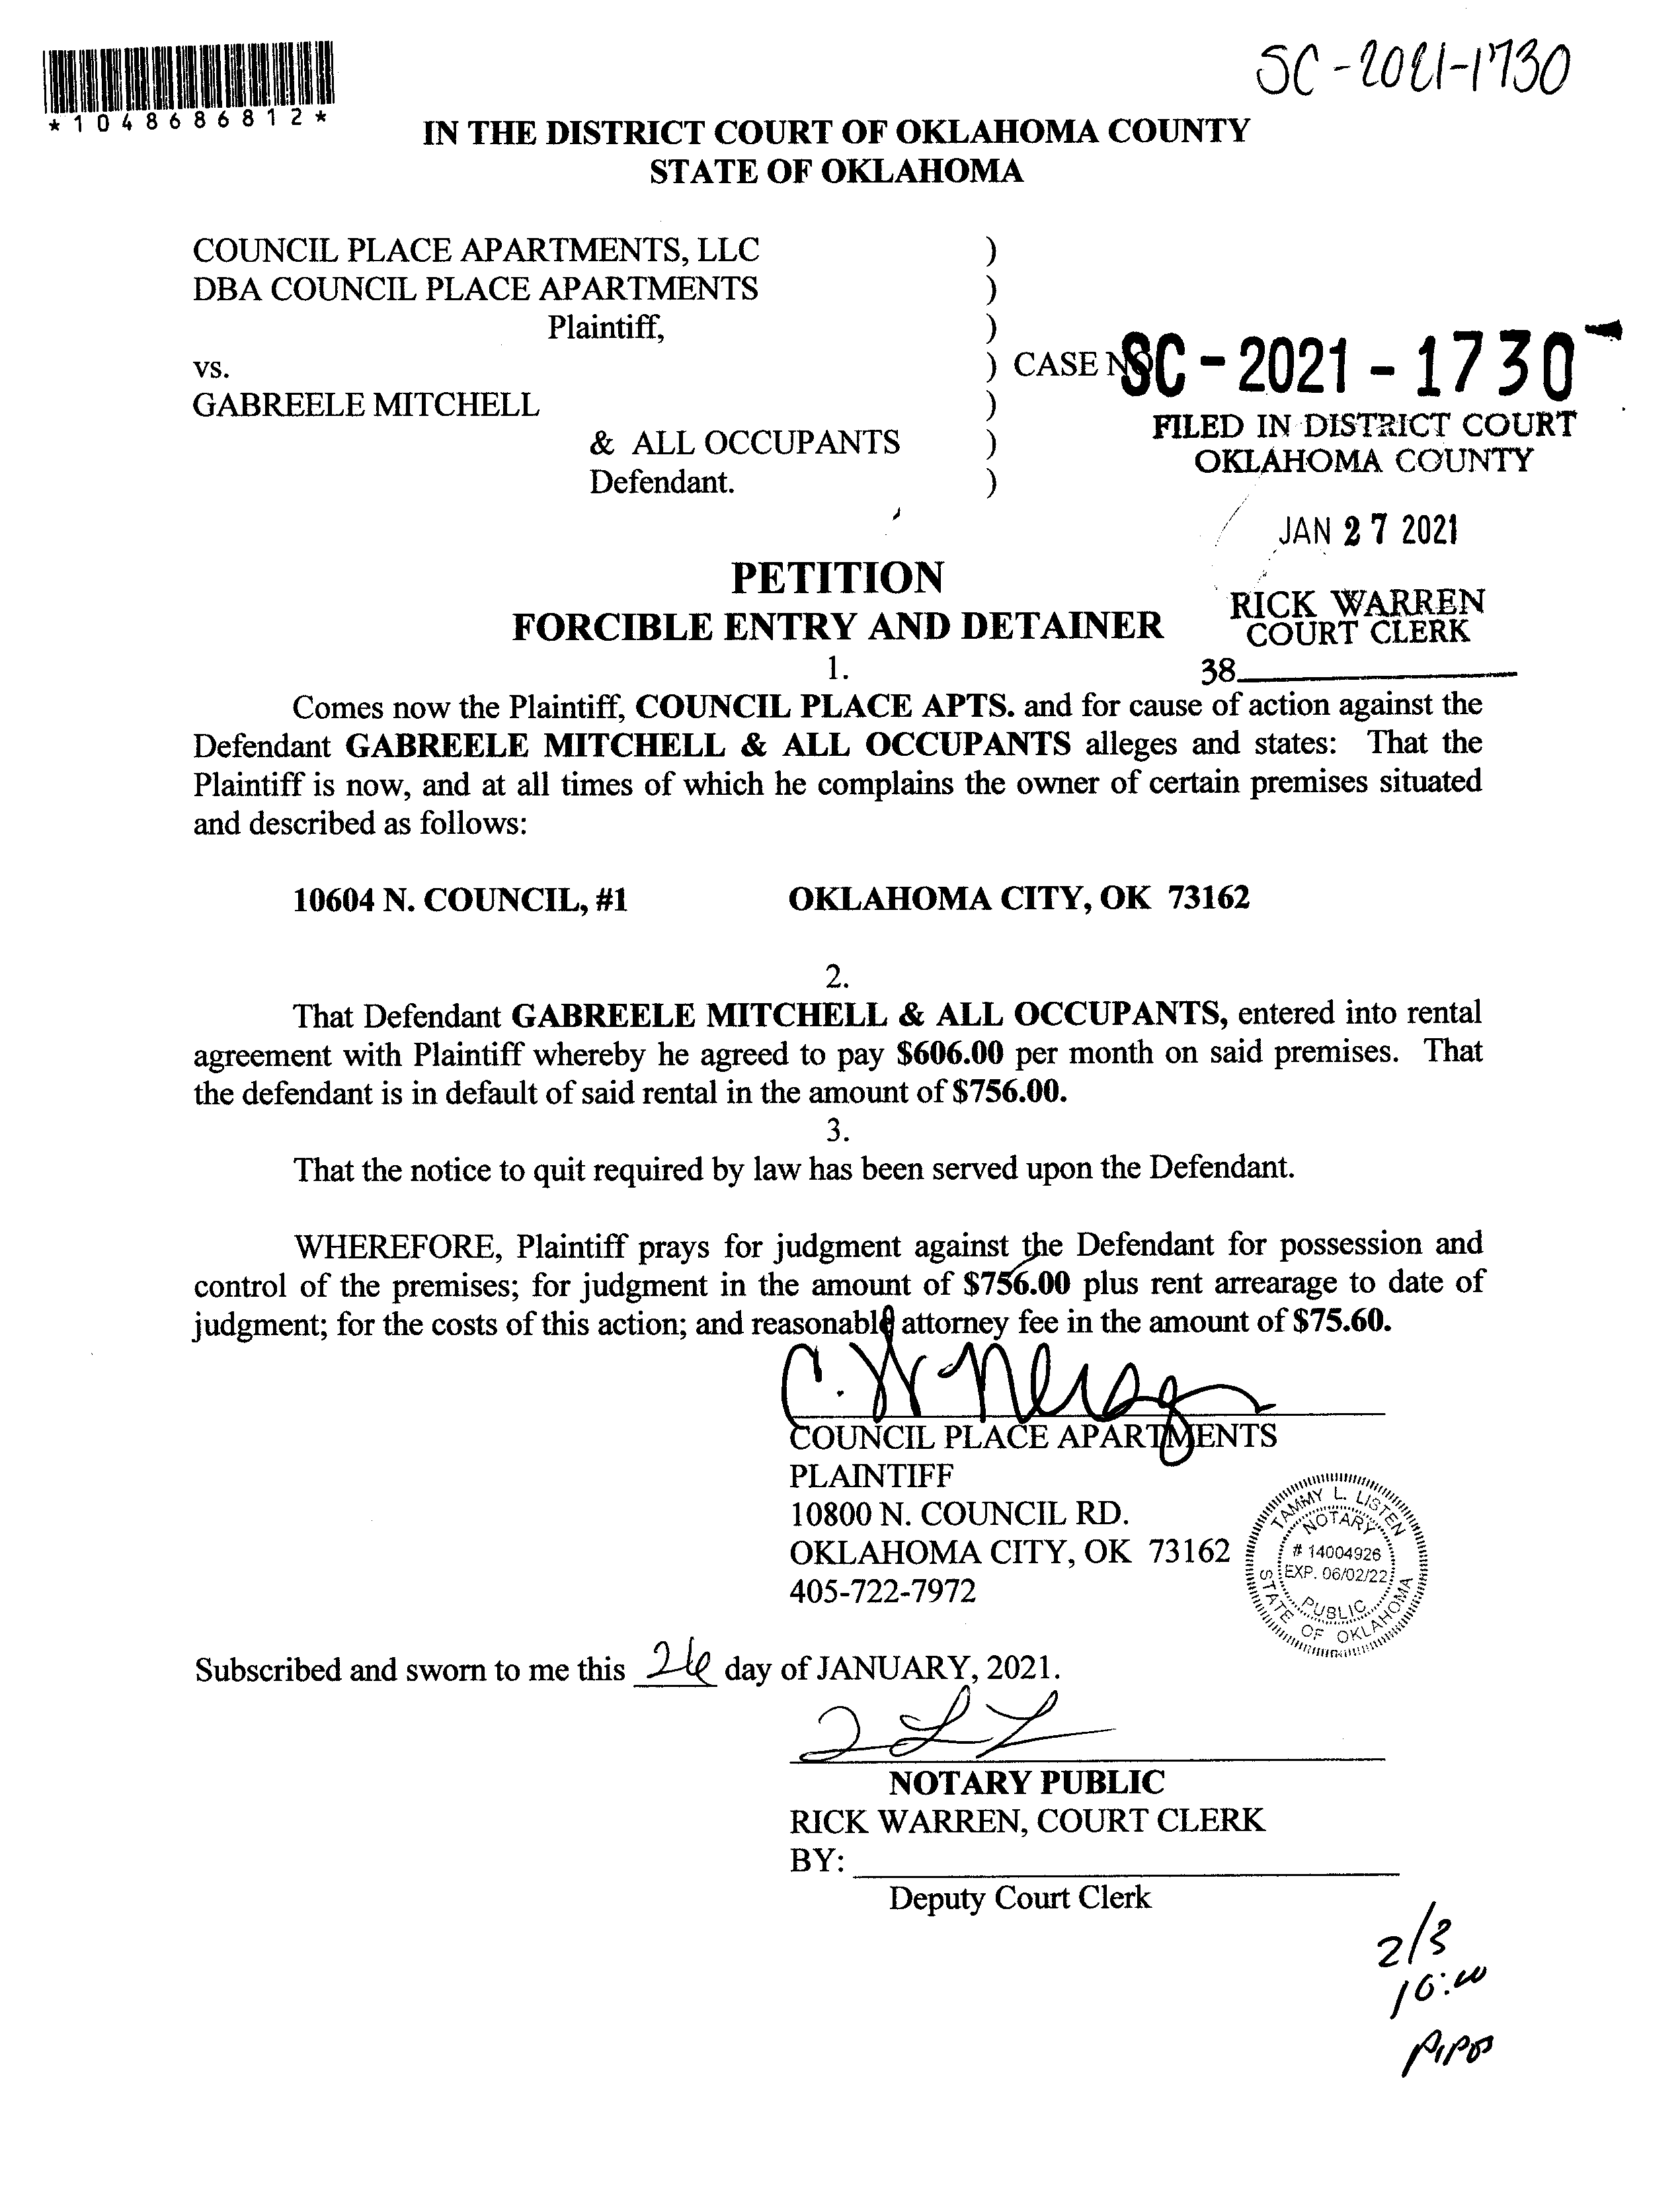 SC-2021-1730
*1048686812*
IN THE DISTRICT COURT OF OKLAHOMA COUNTY
STATE OF OKLAHOMA
COUNCIL PLACE APARTMENTS, LLC )
DBA COUNCIL PLACE APARTMENTS )
Plaintiff, )
vs. ) CASE NO
SC-2021-1730
GABREELE MITCHELL )
& ALL OCCUPANTS )
Defendant. )
FILED IN DISTRICT COURT
OKLAHOMA COUNTY
JAN 27 2021
RICK WARREN
COURT CLERK
38
PETITION
FORCIBLE ENTRY AND DETAINER
1.
Comes now the Plaintiff, COUNCIL PLACE APTS. and for cause of action against the
Defendant GABREELE MITCHELL & ALL OCCUPANTS alleges and states: That the
Plaintiff is now, and at all times of which he complains the owner of certain premises situated
and described as follows:
10604 N. COUNCIL, #1 OKLAHOMA CITY, OK 73162
2.
That Defendant GABREELE MITCHELL & ALL OCCUPANTS, entered into rental
agreement with Plaintiff whereby he agreed to pay $606.00 per month on said premises. That
the defendant is in default of said rental in the amount of $756.00.
3.
That the notice to quit required by law has been served upon the Defendant.
WHEREFORE, Plaintiff prays for judgment against the Defendant for possession and
control of the premises; for judgment in the amount of $756.00 plus rent arrearage to date of
judgment; for the costs of this action; and reasonable attorney fee in the amount of $75.60.
COUNCIL PLACE APARTMENTS
PLAINTIFF
10800 N. COUNCIL RD.
OKLAHOMA CITY, OK 73162
405-722-7972
TAMMY L. LISTEN
NOTARY
# 14004926
EXP. 06/02/22
PUBLIC
STATE OF OKLAHOMA
Subscribed and sworn to me this 26 day of JANUARY, 2021.
NOTARY PUBLIC
RICK WARREN, COURT CLERK
BY:
Deputy Court Clerk
2/3
10:00